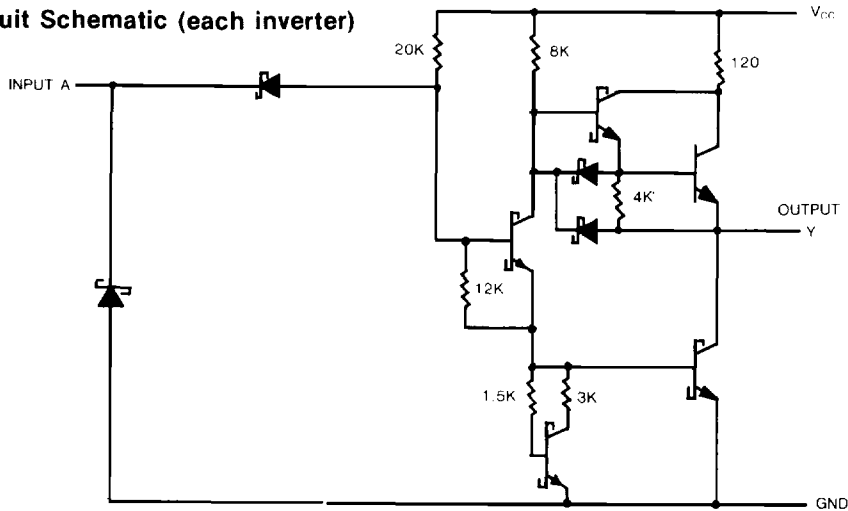 uit Schematic (each inverter)
VCC
20K
8K
120
INPUT A
4K
OUTPUT
Y
12K
1.5K
3K
GND